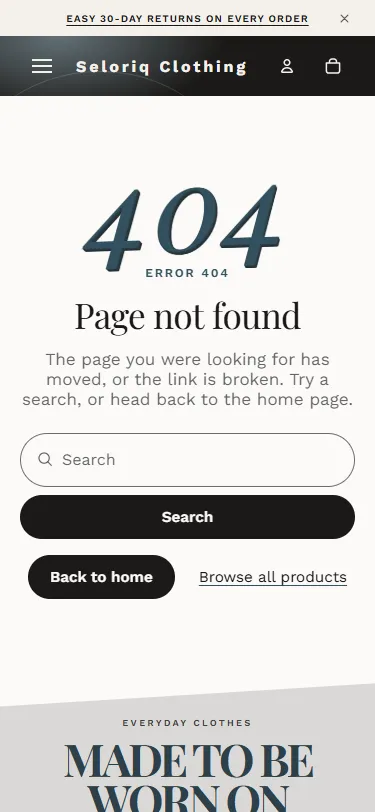 EASY 30-DAY RETURNS ON EVERY ORDER
Seloriq Clothing
404
ERROR 404
Page not found
The page you were looking for has
moved, or the link is broken. Try a
search, or head back to the home page.
Search
Search
Back to home
Browse all products
EVERYDAY CLOTHES
MADE TO BE
WORN ON